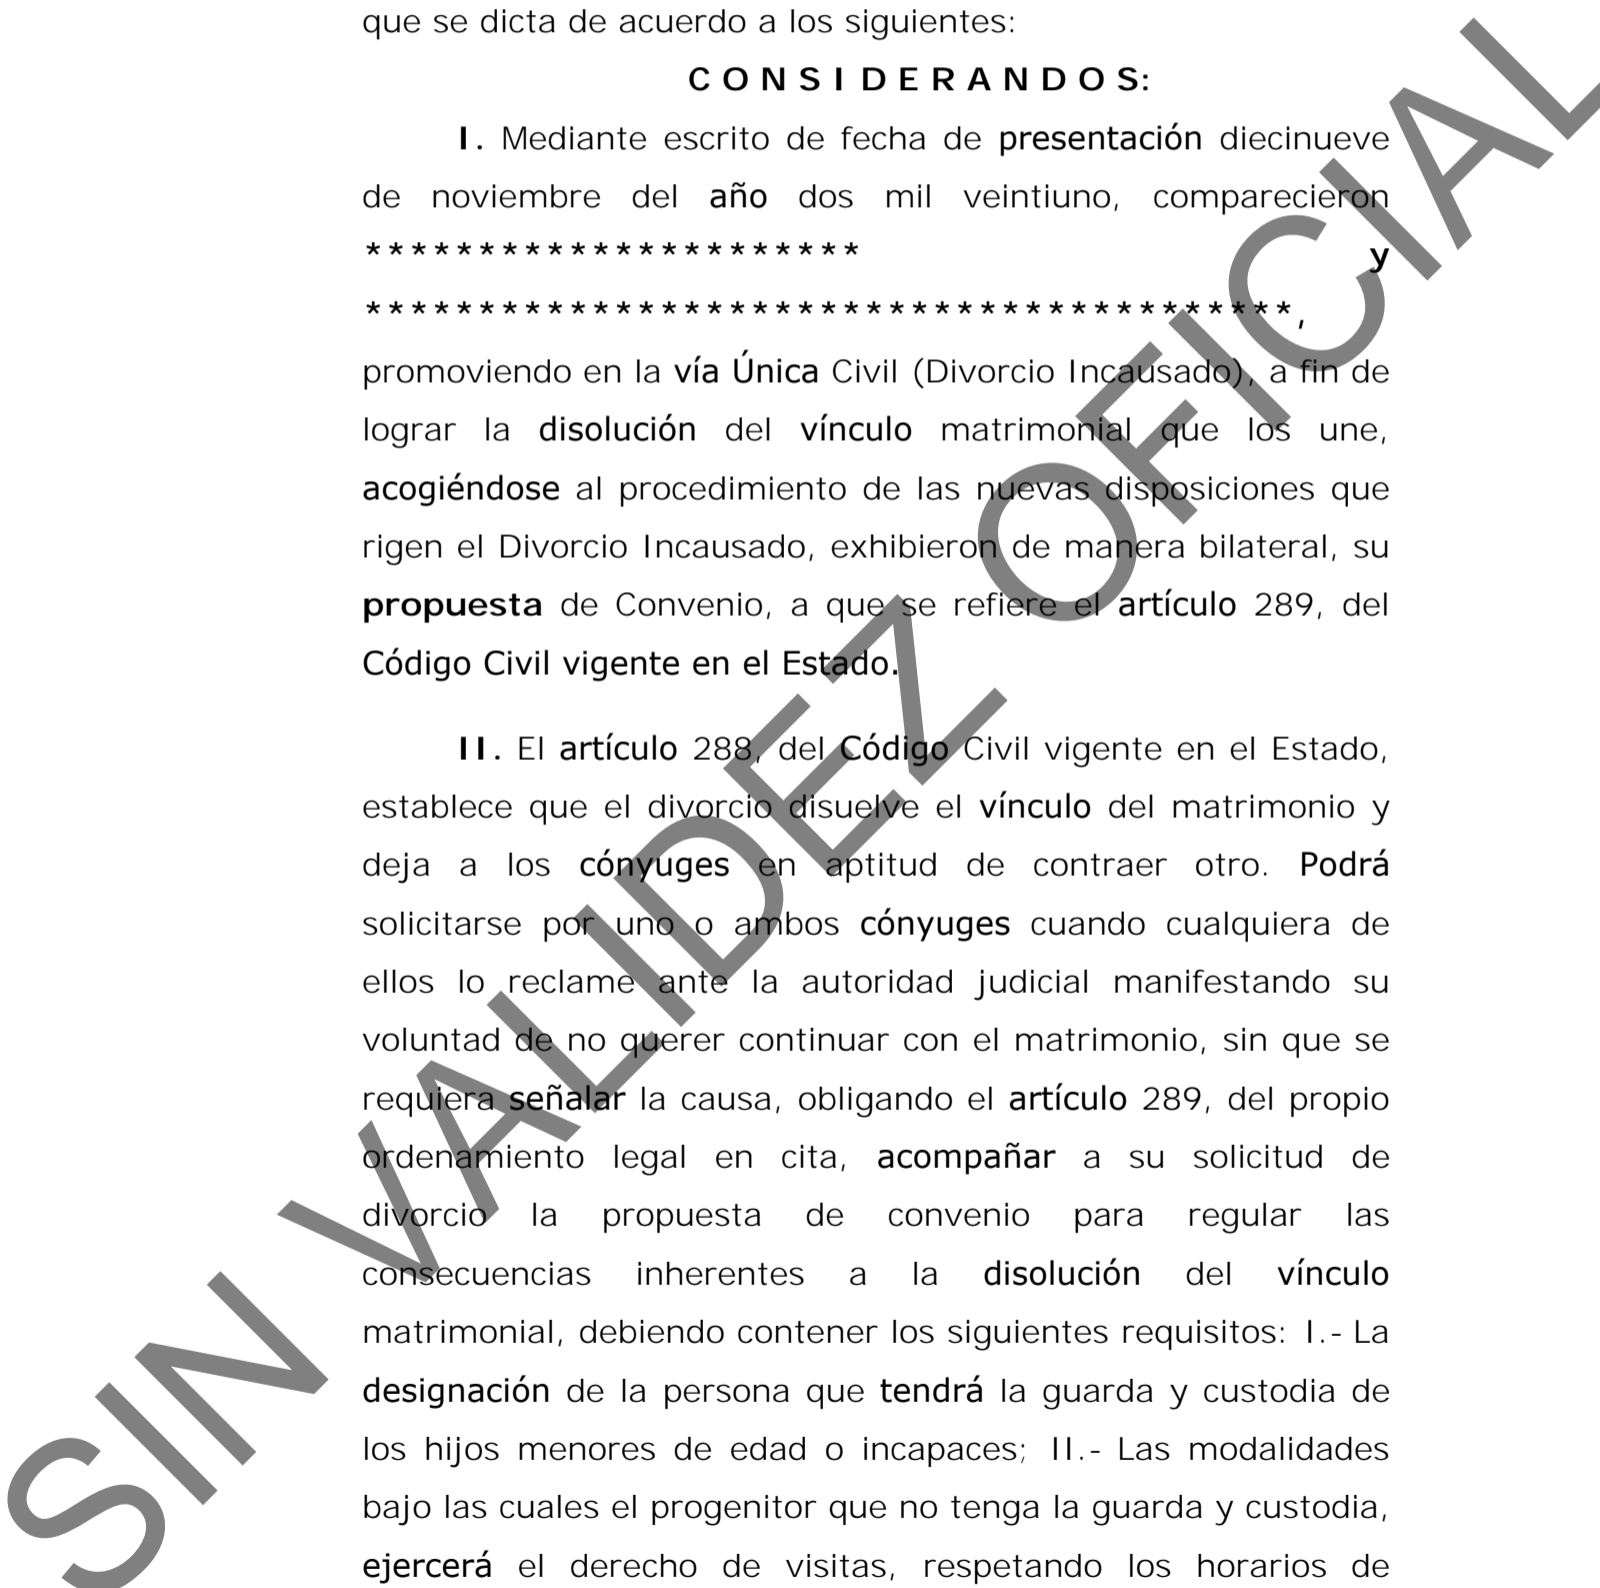 que se dicta de acuerdo a los siguientes:
C O N S I D E R A N D O S:
I. Mediante escrito de fecha de presentación diecinueve
de noviembre del año dos mil veintiuno, comparecieron
********************** y
*****************************************,
promoviendo en la vía Única Civil (Divorcio Incausado), a fin de
lograr la disolución del vínculo matrimonial que los une,
acogiéndose al procedimiento de las nuevas disposiciones que
rigen el Divorcio Incausado, exhibieron de manera bilateral, su
propuesta de Convenio, a que se refiere el artículo 289, del
Código Civil vigente en el Estado.
II. El artículo 288, del Código Civil vigente en el Estado,
establece que el divorcio disuelve el vínculo del matrimonio y
deja a los cónyuges en aptitud de contraer otro. Podrá
solicitarse por uno o ambos cónyuges cuando cualquiera de
ellos lo reclame ante la autoridad judicial manifestando su
voluntad de no querer continuar con el matrimonio, sin que se
requiera señalar la causa, obligando el artículo 289, del propio
ordenamiento legal en cita, acompañar a su solicitud de
divorcio la propuesta de convenio para regular las
consecuencias inherentes a la disolución del vínculo
matrimonial, debiendo contener los siguientes requisitos: I.- La
designación de la persona que tendrá la guarda y custodia de
los hijos menores de edad o incapaces; II.- Las modalidades
bajo las cuales el progenitor que no tenga la guarda y custodia,
ejercerá el derecho de visitas, respetando los horarios de
SIN VALIDEZ OFICIAL